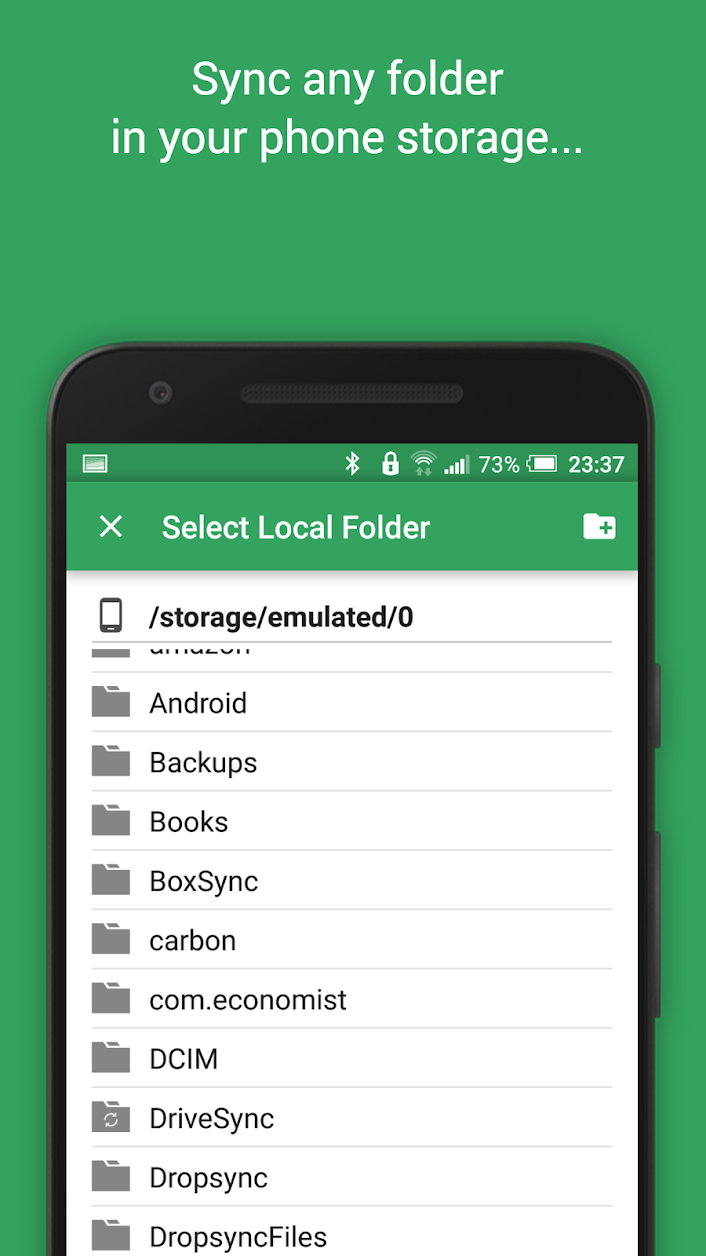 Sync any folder
in your phone storage...
73% 23:37
Select Local Folder
/storage/emulated/0
amazon
Android
Backups
Books
BoxSync
carbon
com.economist
DCIM
DriveSync
Dropsync
DropsyncFiles